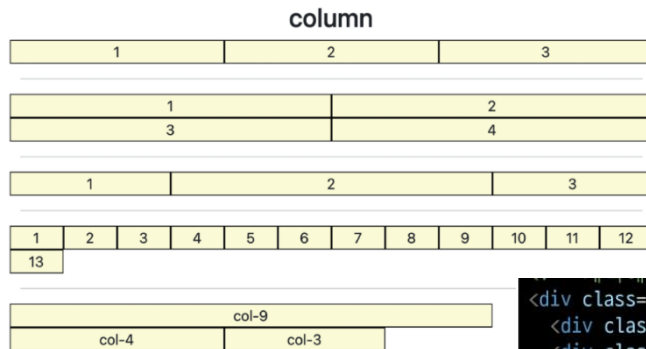 column
1 2 3
1 2
3 4
1 2 3
1 2 3 4 5 6 7 8 9 10 11 12
13
col-9
col-4 col-3
<div class=
<div clas